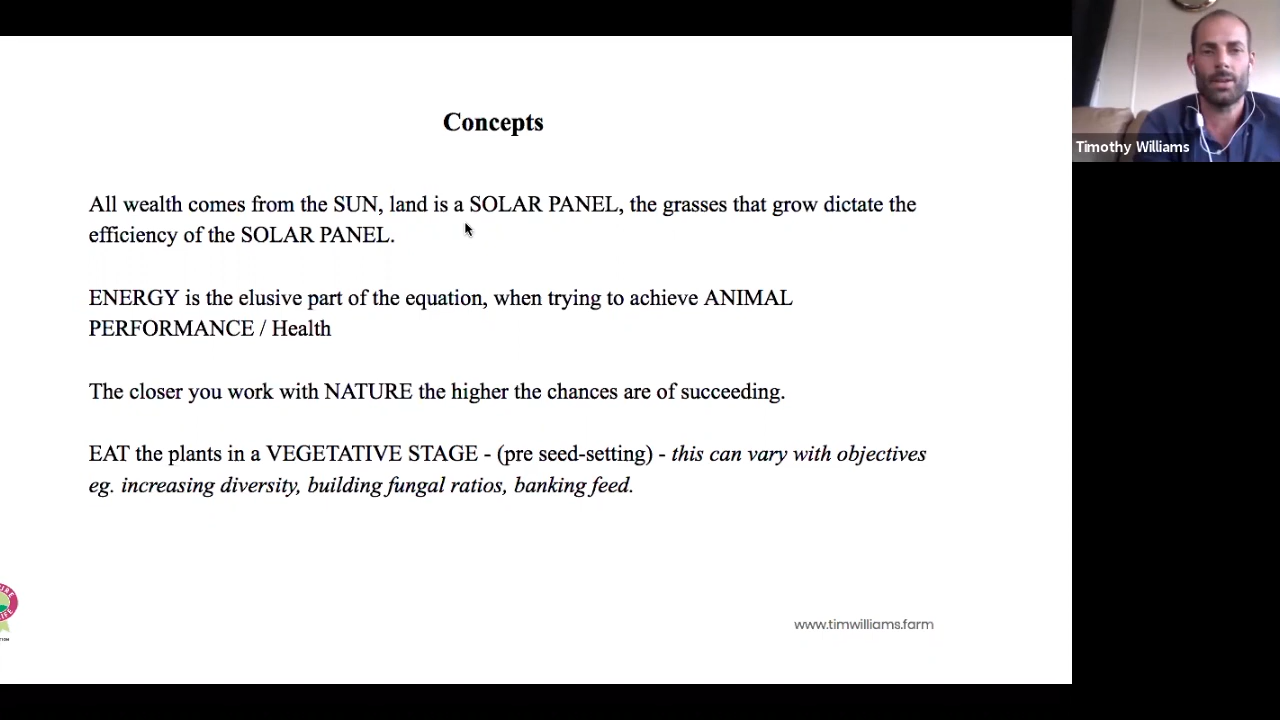 Concepts
All wealth comes from the SUN, land is a SOLAR PANEL, the grasses that grow dictate the
efficiency of the SOLAR PANEL.
ENERGY is the elusive part of the equation, when trying to achieve ANIMAL
PERFORMANCE / Health
The closer you work with NATURE the higher the chances are of succeeding.
EAT the plants in a VEGETATIVE STAGE - (pre seed-setting) - this can vary with objectives
eg. increasing diversity, building fungal ratios, banking feed.
www.timwilliams.farm
Timothy Williams